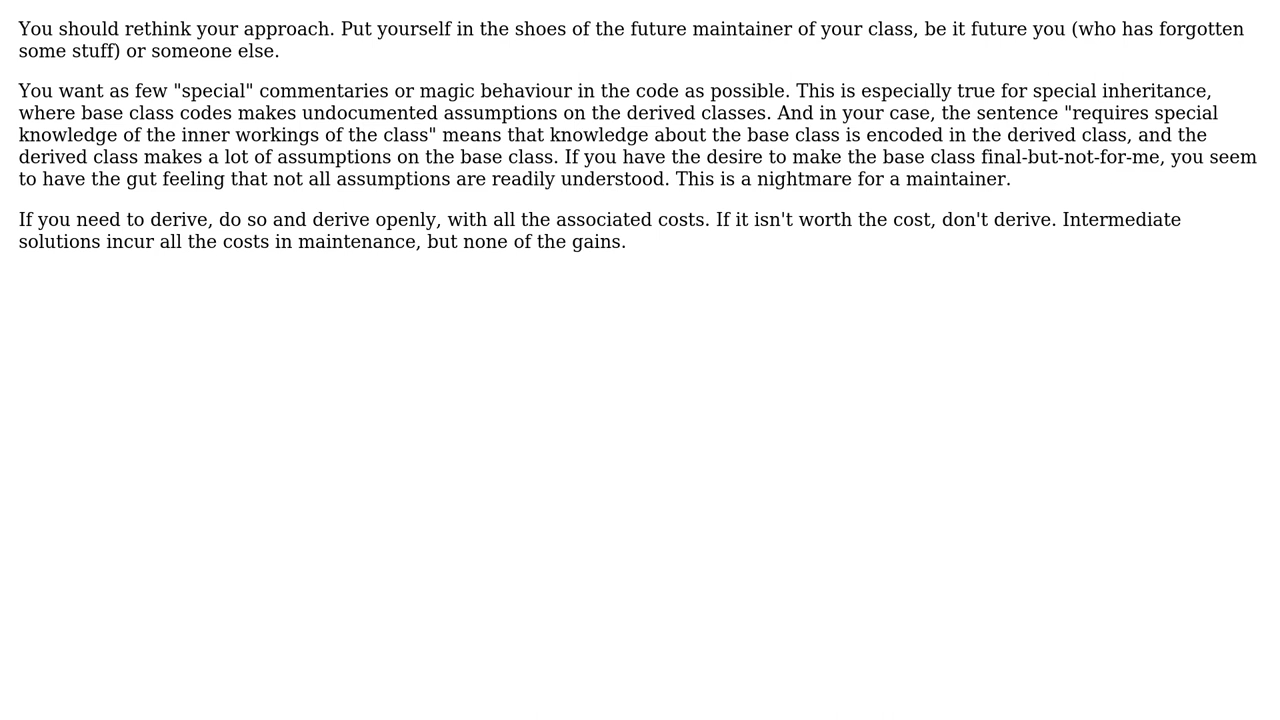 You should rethink your approach. Put yourself in the shoes of the future maintainer of your class, be it future you (who has forgotten
some stuff) or someone else.
You want as few "special" commentaries or magic behaviour in the code as possible. This is especially true for special inheritance,
where base class codes makes undocumented assumptions on the derived classes. And in your case, the sentence "requires special
knowledge of the inner workings of the class" means that knowledge about the base class is encoded in the derived class, and the
derived class makes a lot of assumptions on the base class. If you have the desire to make the base class final-but-not-for-me, you seem
to have the gut feeling that not all assumptions are readily understood. This is a nightmare for a maintainer.
If you need to derive, do so and derive openly, with all the associated costs. If it isn't worth the cost, don't derive. Intermediate
solutions incur all the costs in maintenance, but none of the gains.